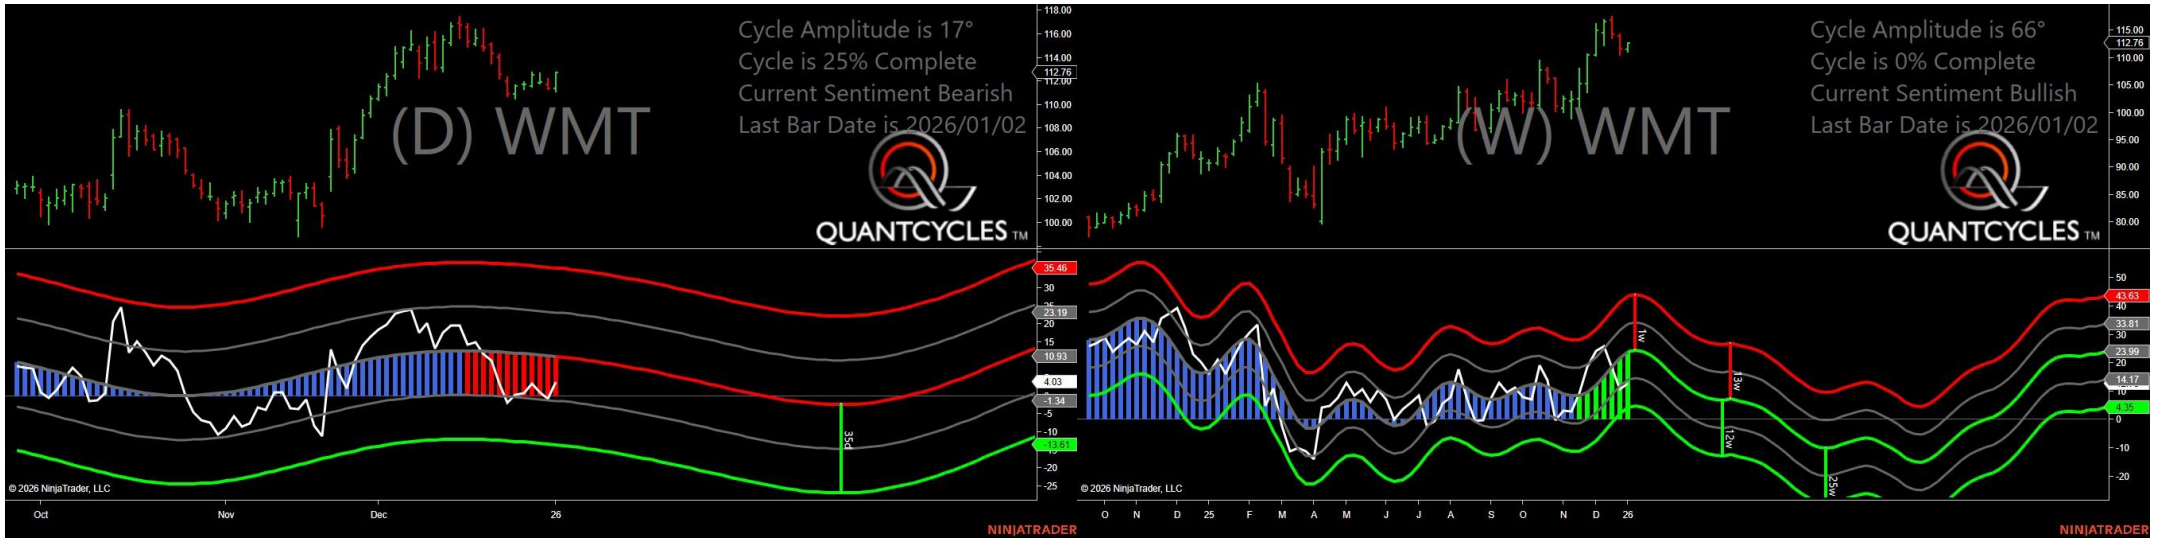 Cycle Amplitude is 17°
Cycle is 25% Complete
Current Sentiment Bearish
Last Bar Date is 2026/01/02
(D) WMT
QUANTCYCLES TM
118.00
116.00
114.00
112.76
112.00
110.00
108.00
106.00
104.00
102.00
100.00
35.46
30
23.19
20
15
10.93
4.03
-1.34
-5
-10
-13.61
-20
-25
35d
© 2026 NinjaTrader, LLC
Oct Nov Dec 26
NINJATRADER
Cycle Amplitude is 66°
Cycle is 0% Complete
Current Sentiment Bullish
Last Bar Date is 2026/01/02
(W) WMT
QUANTCYCLES TM
115.00
112.76
110.00
105.00
100.00
95.00
90.00
85.00
80.00
50
43.63
40
33.81
30
23.99
20
14.17
4.35
0
-10
-20
1w
13w
12w
25w
© 2026 NinjaTrader, LLC
O N D 25 F M A M J J A S O N D 26
NINJATRADER